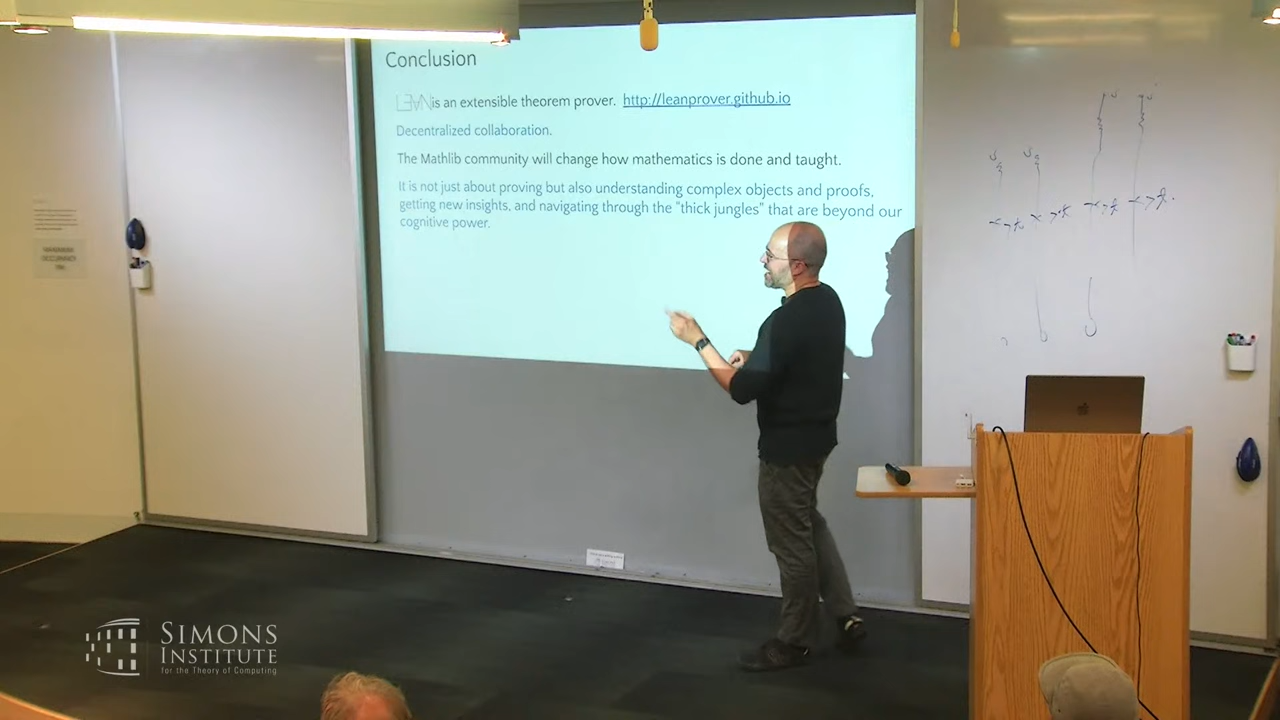 Conclusion
L∃∀N is an extensible theorem prover. http://leanprover.github.io
Decentralized collaboration.
The Mathlib community will change how mathematics is done and taught.
It is not just about proving but also understanding complex objects and proofs,
getting new insights, and navigating through the "thick jungles" that are beyond our
cognitive power.
SIMONS
INSTITUTE
for the Theory of Computing